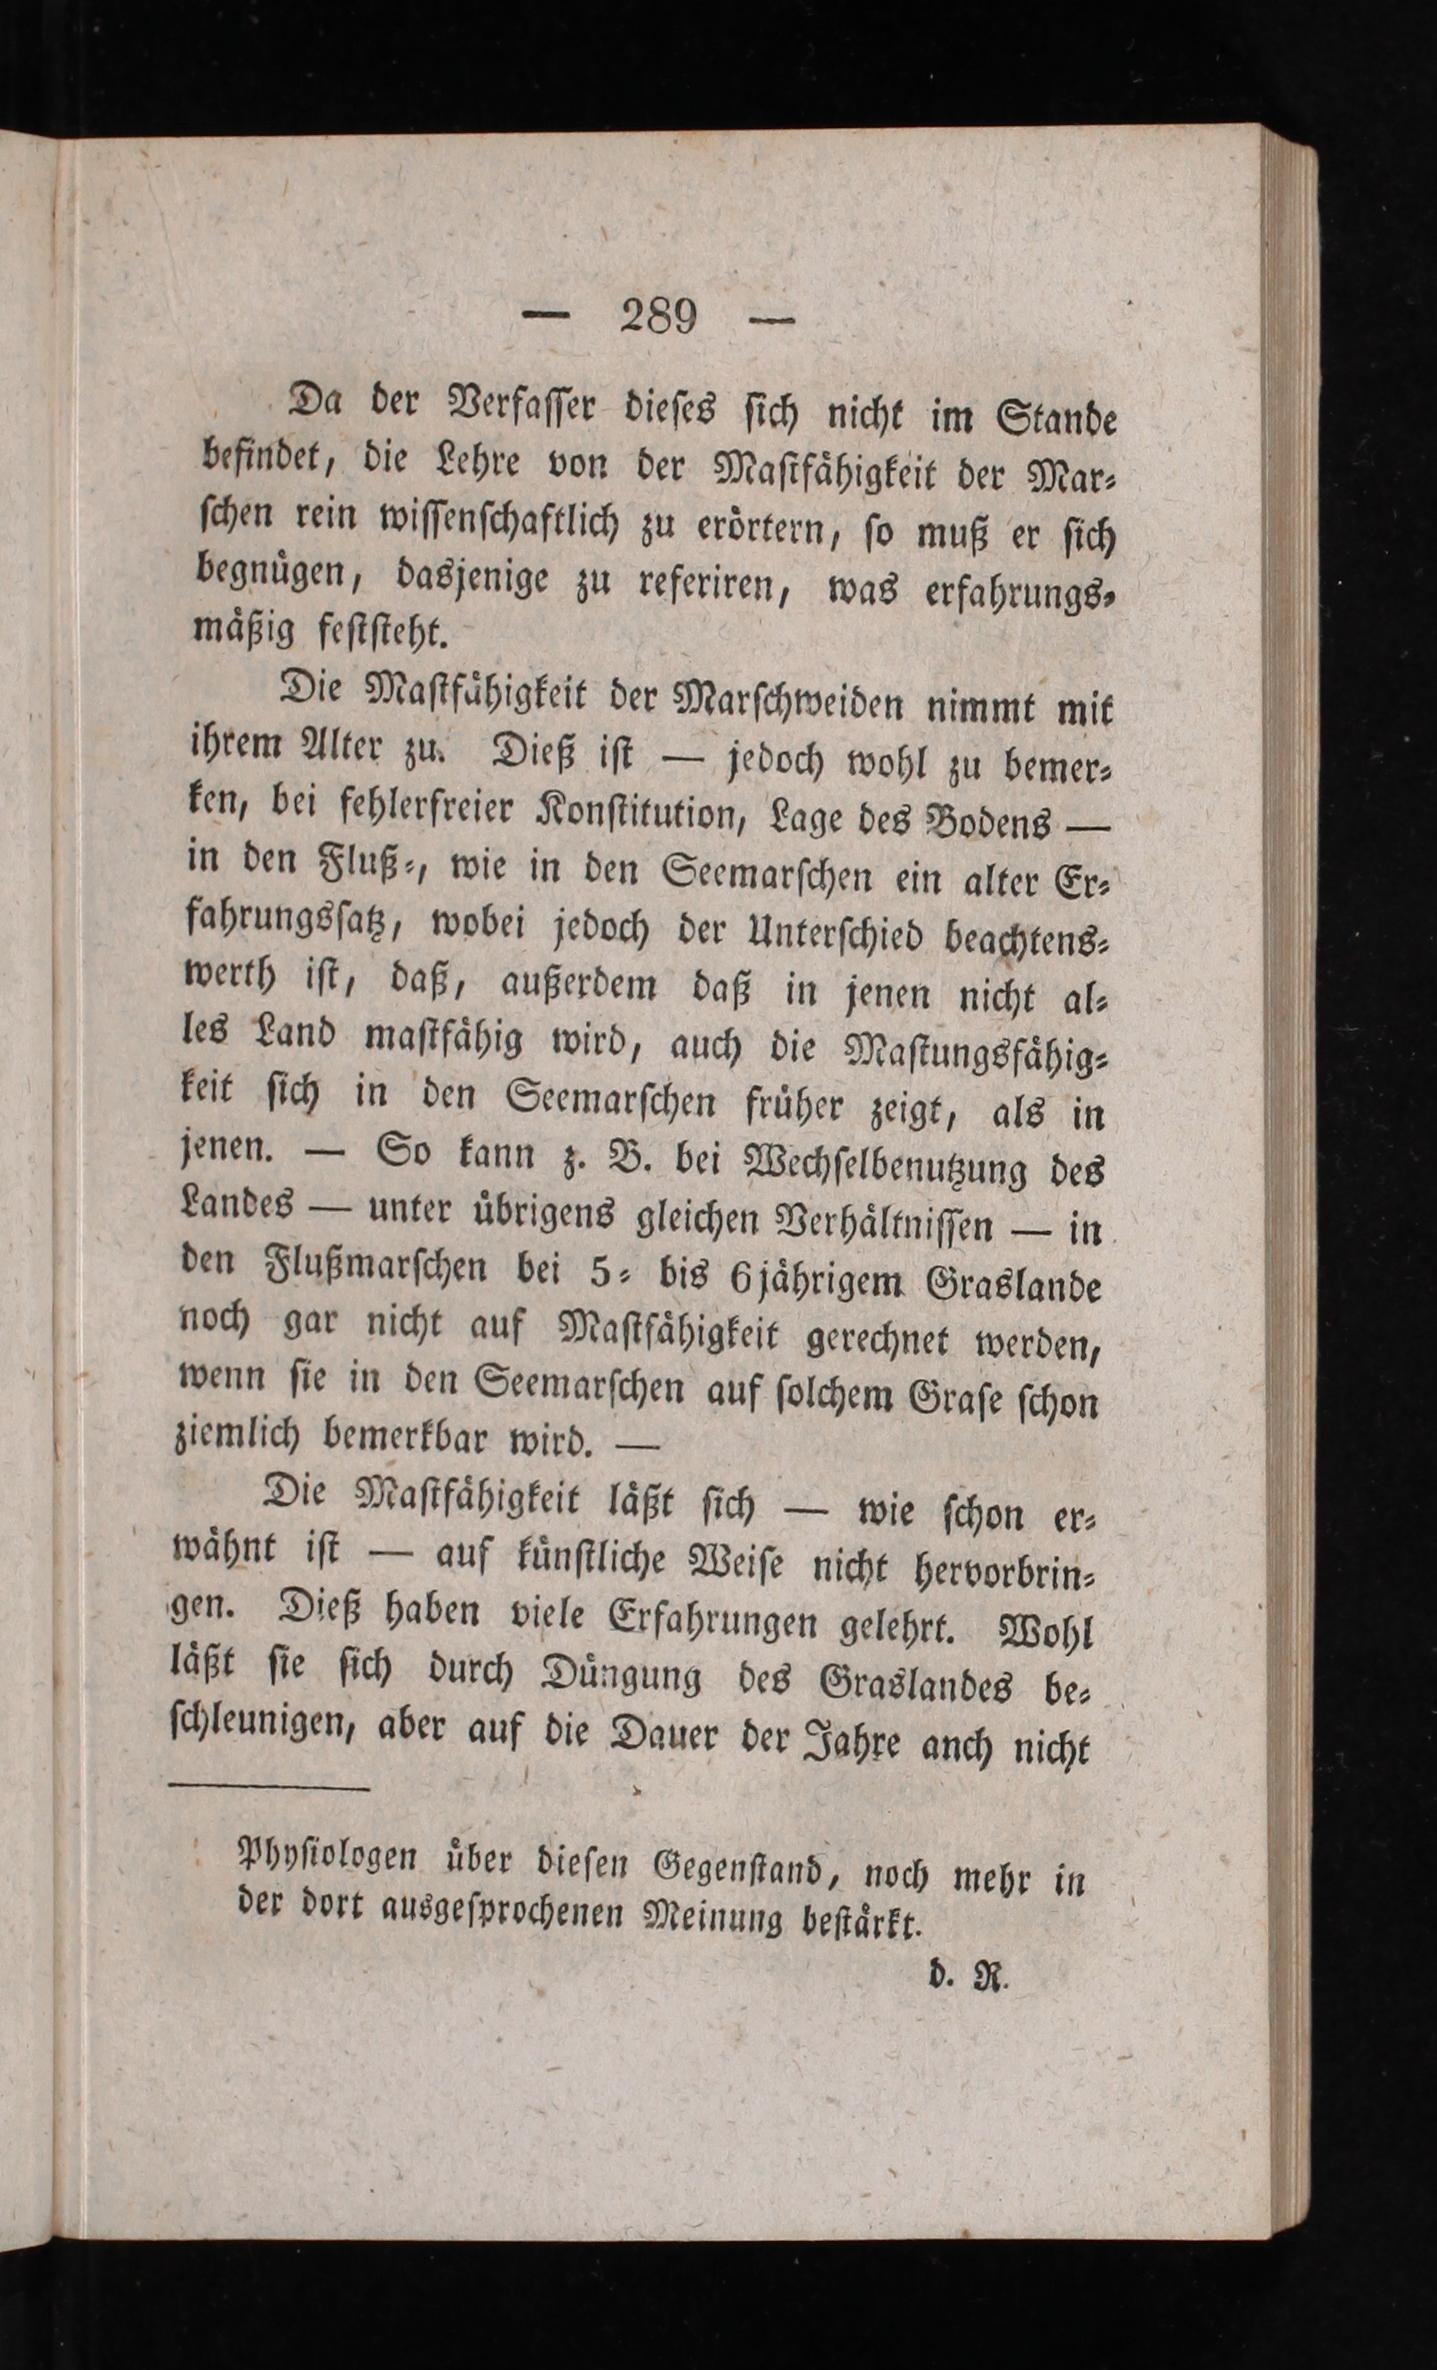 — 289 —
Da der Verfaſſer dieſes ſich nicht im Stande
befindet, die Lehre von der Maſtfähigkeit der Mar⸗
ſchen rein wiſſenſchaftlich zu erörtern, ſo muß er ſich
begnügen, dasjenige zu referiren, was erfahrungs⸗
mäßig feſtſteht.
Die Maſtfähigkeit der Marſchweiden nimmt mit
ihrem Alter zu. Dieß iſt — jedoch wohl zu bemer⸗
ken, bei fehlerfreier Konſtitution, Lage des Bodens —
in den Fluß⸗, wie in den Seemarſchen ein alter Er⸗
fahrungsſatz, wobei jedoch der Unterſchied beachtens⸗
werth iſt, daß, außerdem daß in jenen nicht al⸗
les Land maſtfähig wird, auch die Maſtungsfähig⸗
keit ſich in den Seemarſchen früher zeigt, als in
jenen. — So kann z. B. bei Wechſelbenutzung des
Landes — unter übrigens gleichen Verhältniſſen — in
den Flußmarſchen bei 5⸗ bis 6jährigem Graslande
noch gar nicht auf Maſtfähigkeit gerechnet werden,
wenn ſie in den Seemarſchen auf ſolchem Graſe ſchon
ziemlich bemerkbar wird. —
Die Maſtfähigkeit läßt ſich — wie ſchon er⸗
wähnt iſt — auf künſtliche Weiſe nicht hervorbrin⸗
gen. Dieß haben viele Erfahrungen gelehrt. Wohl
läßt ſie ſich durch Düngung des Graslandes be⸗
ſchleunigen, aber auf die Dauer der Jahre anch nicht
Phyſiologen über dieſen Gegenſtand, noch mehr in
der dort ausgeſprochenen Meinung beſtärkt.
d. R.